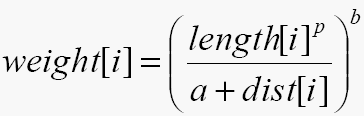 weight[i] = (length[i]^p / (a + dist[i]))^b